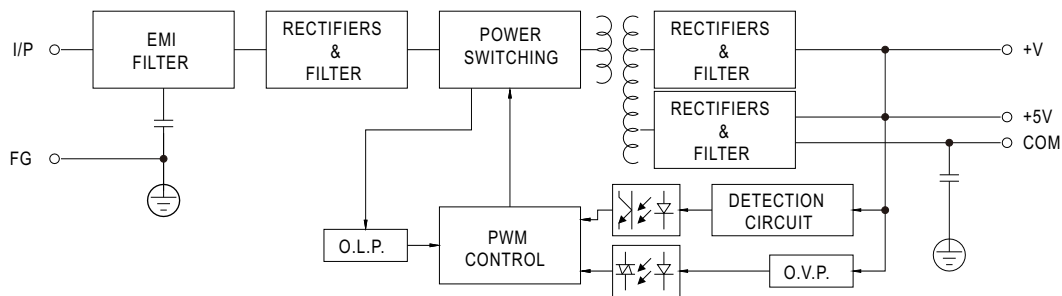 I/P
EMI
FILTER
RECTIFIERS
&
FILTER
POWER
SWITCHING
RECTIFIERS
&
FILTER
+V
RECTIFIERS
&
FILTER
+5V
COM
FG
DETECTION
CIRCUIT
O.L.P.
PWM
CONTROL
O.V.P.